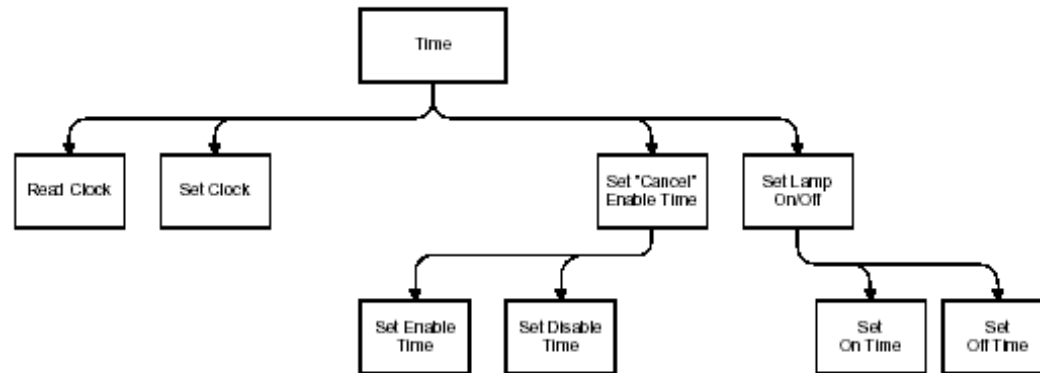 Time
Read Clock
Set Clock
Set "Cancel"
Enable Time
Set Lamp
On/Off
Set Enable
Time
Set Disable
Time
Set
On Time
Set
Off Time